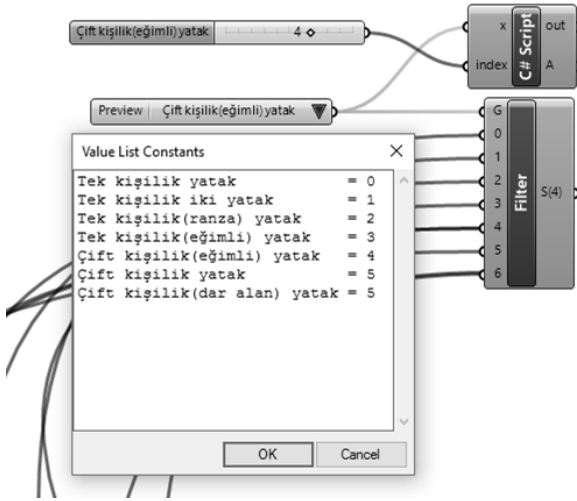 Çift kişilik(eğimli) yatak 4
x out
C# Script
index A
Preview Çift kişilik(eğimli) yatak
Value List Constants
Tek kişilik yatak = 0
Tek kişilik iki yatak = 1
Tek kişilik(ranza) yatak = 2
Tek kişilik(eğimli) yatak = 3
Çift kişilik(eğimli) yatak = 4
Çift kişilik yatak = 5
Çift kişilik(dar alan) yatak = 5
OK Cancel
G
0
1
2
3
4
5
6
Filter
S(4)